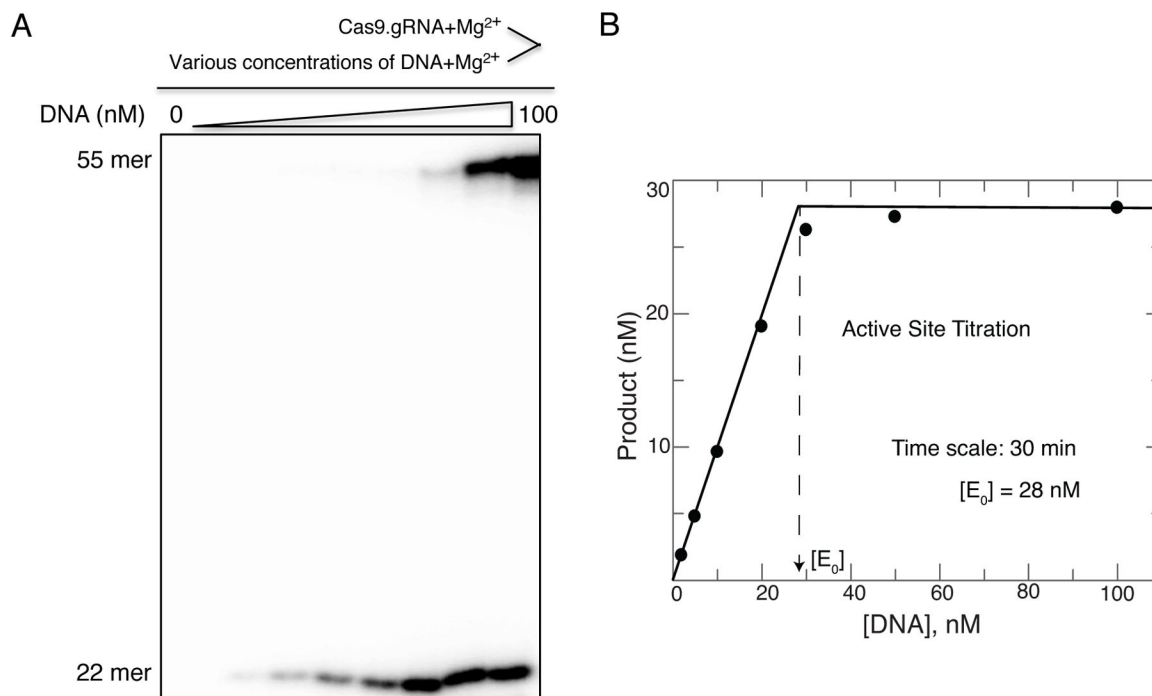 A
Cas9.gRNA+Mg²⁺
Various concentrations of DNA+Mg²⁺
DNA (nM) 0 100
55 mer
22 mer
B
30
20
10
Product (nM)
Active Site Titration
Time scale: 30 min
[E₀] = 28 nM
[E₀]
0 20 40 60 80 100
[DNA], nM